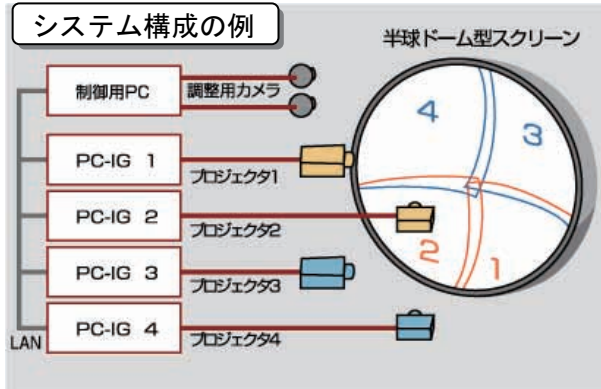 システム構成の例
半球ドーム型スクリーン
制御用PC
調整用カメラ
PC-IG 1
プロジェクタ1
PC-IG 2
プロジェクタ2
PC-IG 3
プロジェクタ3
PC-IG 4
プロジェクタ4
LAN
4
3
2
1